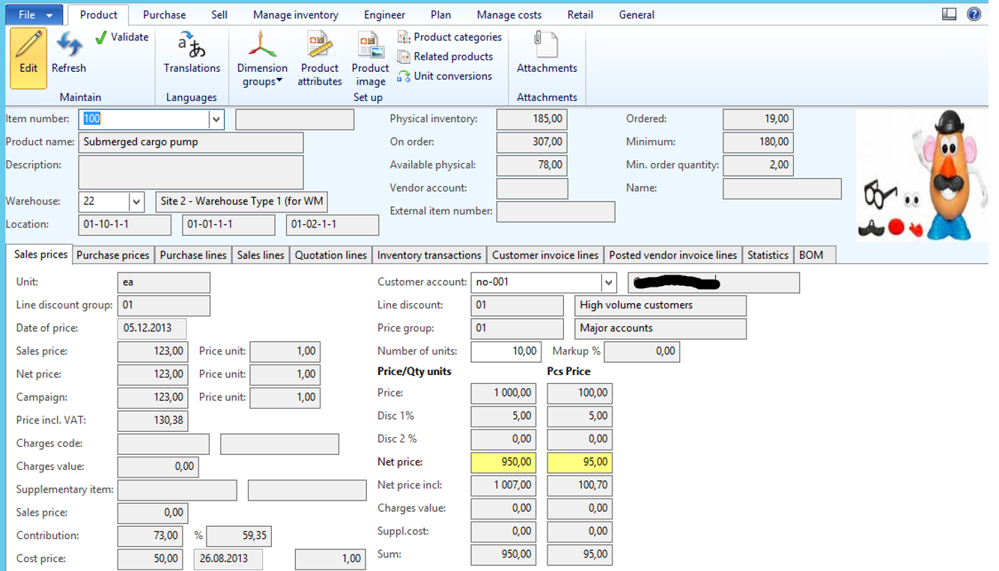 File Product Purchase Sell Manage inventory Engineer Plan Manage costs Retail General
Edit Refresh Validate
Maintain
aあ Translations
Languages
Dimension groups
Product attributes
Product image
Product categories
Related products
Unit conversions
Set up
Attachments
Attachments
Item number: 100
Product name: Submerged cargo pump
Description:
Warehouse: 22 Site 2 - Warehouse Type 1 (for WM
Location: 01-10-1-1 01-01-1-1 01-02-1-1
Physical inventory: 185,00
On order: 307,00
Available physical: 78,00
Vendor account:
External item number:
Ordered: 19,00
Minimum: 180,00
Min. order quantity: 2,00
Name:
Sales prices Purchase prices Purchase lines Sales lines Quotation lines Inventory transactions Customer invoice lines Posted vendor invoice lines Statistics BOM
Unit: ea
Line discount group: 01
Date of price: 05.12.2013
Sales price: 123,00 Price unit: 1,00
Net price: 123,00 Price unit: 1,00
Campaign: 123,00 Price unit: 1,00
Price incl. VAT: 130,38
Charges code:
Charges value: 0,00
Supplementary item:
Sales price: 0,00
Contribution: 73,00 % 59,35
Cost price: 50,00 26.08.2013 1,00
Customer account: no-001
Line discount: 01 High volume customers
Price group: 01 Major accounts
Number of units: 10,00 Markup % 0,00
Price/Qty units Pcs Price
Price: 1 000,00 100,00
Disc 1% 5,00 5,00
Disc 2 % 0,00 0,00
Net price: 950,00 95,00
Net price incl: 1 007,00 100,70
Charges value: 0,00 0,00
Suppl.cost: 0,00 0,00
Sum: 950,00 95,00